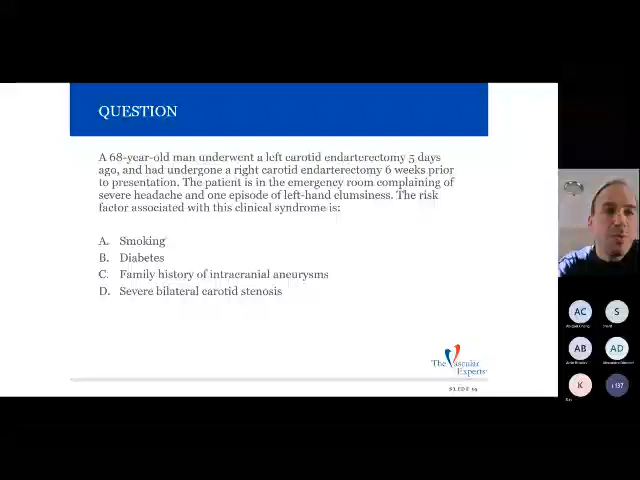 QUESTION
A 68-year-old man underwent a left carotid endarterectomy 5 days
ago, and had undergone a right carotid endarterectomy 6 weeks prior
to presentation. The patient is in the emergency room complaining of
severe headache and one episode of left-hand clumsiness. The risk
factor associated with this clinical syndrome is:
A. Smoking
B. Diabetes
C. Family history of intracranial aneurysms
D. Severe bilateral carotid stenosis
The Vascular
Experts
AC
S
AB
AD
K